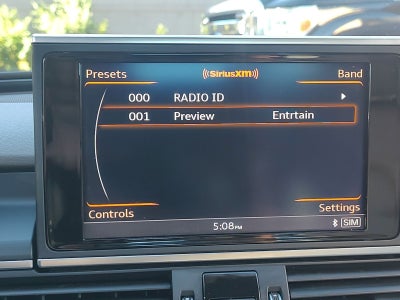 Presets SiriusXM Band
000 RADIO ID
001 Preview Entrtain
Controls Settings
5:08PM SIM